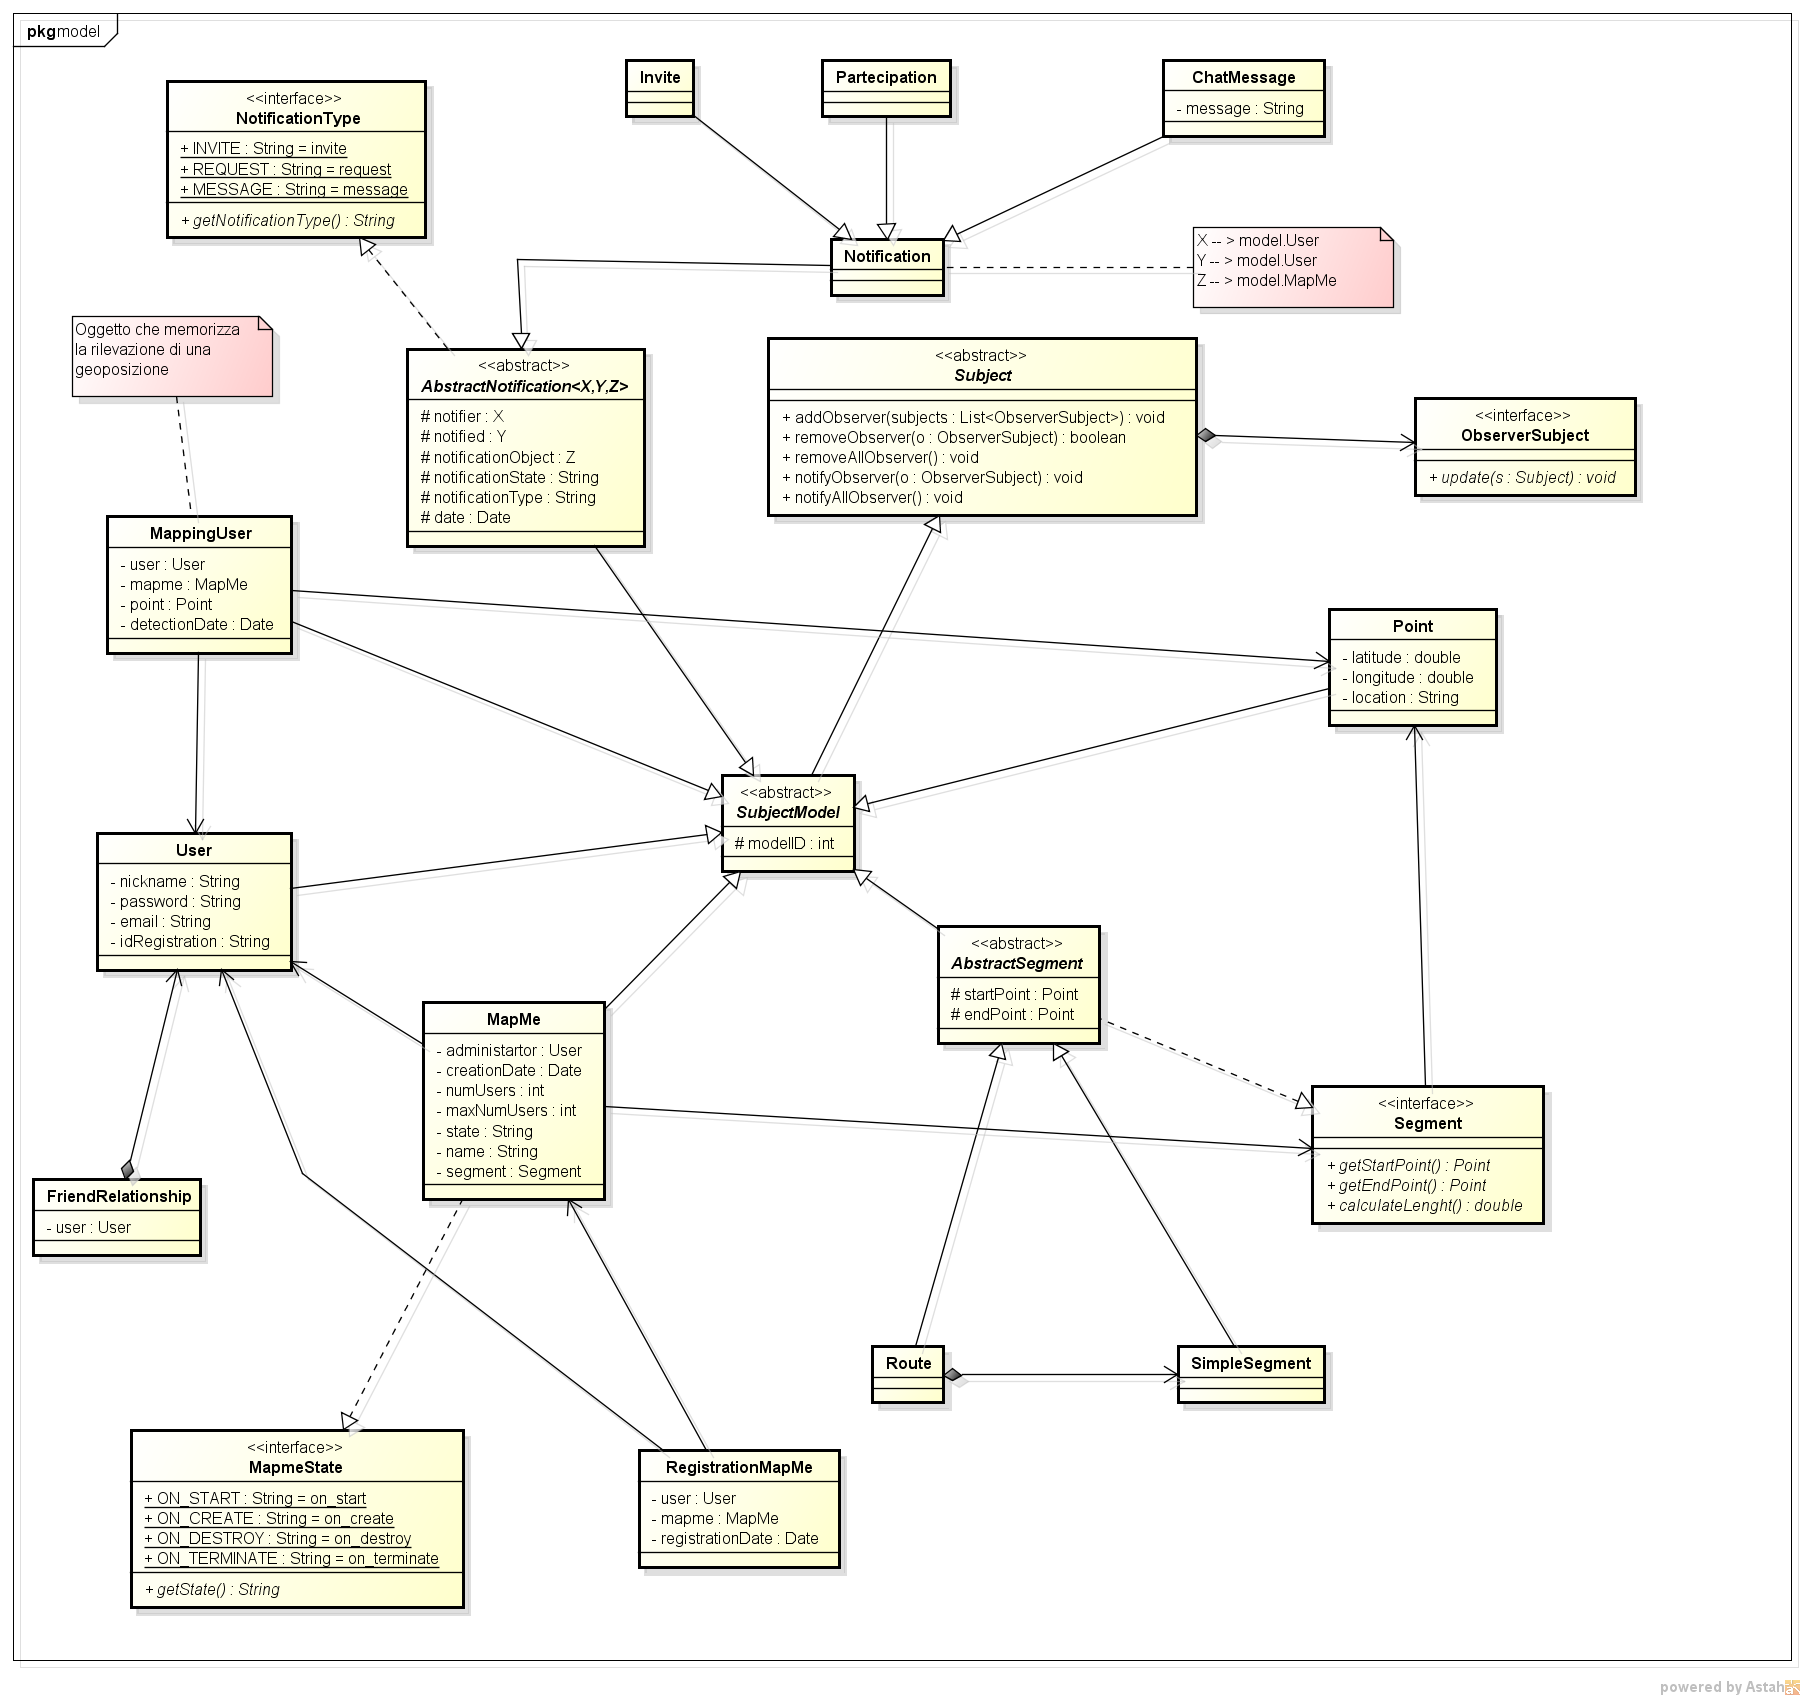 pkg model
Invite
Partecipation
ChatMessage
- message : String
<<interface>>
NotificationType
+ INVITE : String = invite
+ REQUEST : String = request
+ MESSAGE : String = message
+ getNotificationType() : String
Notification
X -- > model.User
Y -- > model.User
Z -- > model.MapMe
Oggetto che memorizza
la rilevazione di una
geoposizione
<<abstract>>
AbstractNotification<X,Y,Z>
# notifier : X
# notified : Y
# notificationObject : Z
# notificationState : String
# notificationType : String
# date : Date
<<abstract>>
Subject
+ addObserver(subjects : List<ObserverSubject>) : void
+ removeObserver(o : ObserverSubject) : boolean
+ removeAllObserver() : void
+ notifyObserver(o : ObserverSubject) : void
+ notifyAllObserver() : void
<<interface>>
ObserverSubject
+ update(s : Subject) : void
MappingUser
- user : User
- mapme : MapMe
- point : Point
- detectionDate : Date
Point
- latitude : double
- longitude : double
- location : String
<<abstract>>
SubjectModel
# modelID : int
User
- nickname : String
- password : String
- email : String
- idRegistration : String
<<abstract>>
AbstractSegment
# startPoint : Point
# endPoint : Point
MapMe
- administartor : User
- creationDate : Date
- numUsers : int
- maxNumUsers : int
- state : String
- name : String
- segment : Segment
<<interface>>
Segment
+ getStartPoint() : Point
+ getEndPoint() : Point
+ calculateLenght() : double
FriendRelationship
- user : User
Route
SimpleSegment
<<interface>>
MapmeState
+ ON_START : String = on_start
+ ON_CREATE : String = on_create
+ ON_DESTROY : String = on_destroy
+ ON_TERMINATE : String = on_terminate
+ getState() : String
RegistrationMapMe
- user : User
- mapme : MapMe
- registrationDate : Date
powered by Astah